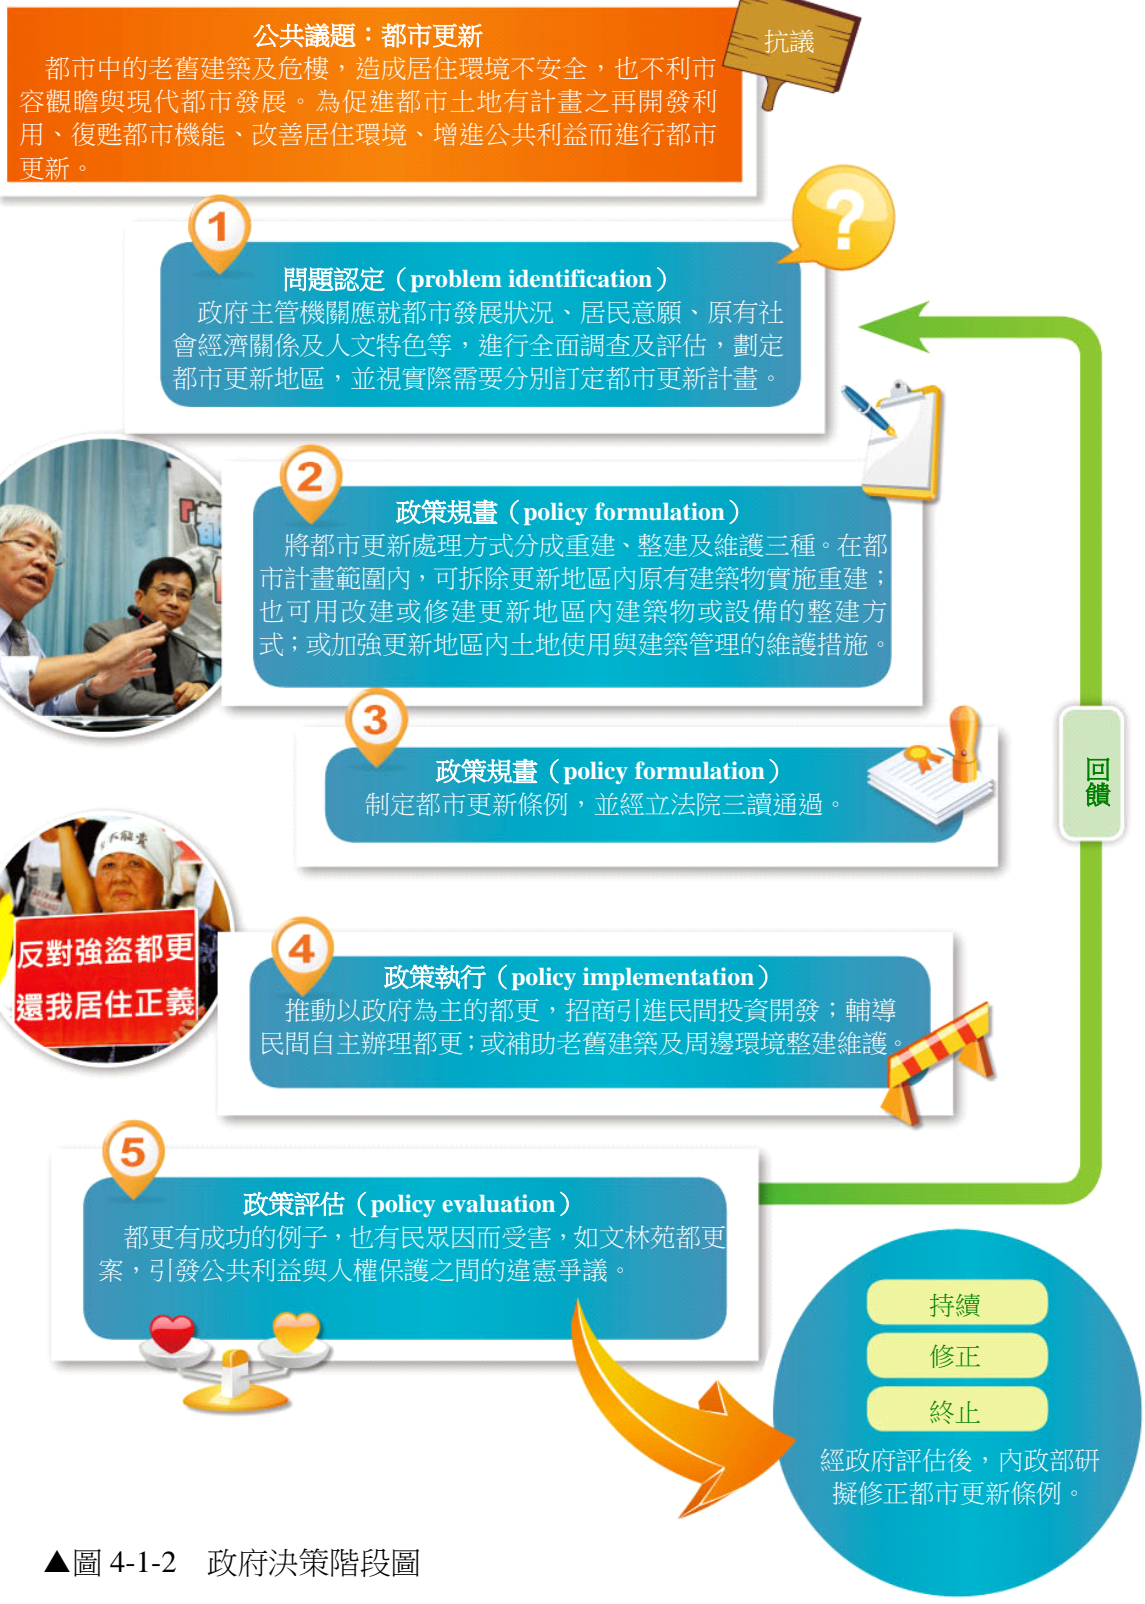 公共議題：都市更新
都市中的老舊建築及危樓，造成居住環境不安全，也不利市
容觀瞻與現代都市發展。為促進都市土地有計畫之再開發利
用、復甦都市機能、改善居住環境、增進公共利益而進行都市
更新。
抗議
1
?
問題認定（problem identification）
政府主管機關應就都市發展狀況、居民意願、原有社
會經濟關係及人文特色等，進行全面調查及評估，劃定
都市更新地區，並視實際需要分別訂定都市更新計畫。
2
政策規畫（policy formulation）
將都市更新處理方式分成重建、整建及維護三種。在都
市計畫範圍內，可拆除更新地區內原有建築物實施重建；
也可用改建或修建更新地區內建築物或設備的整建方
式；或加強更新地區內土地使用與建築管理的維護措施。
「都
3
政策規畫（policy formulation）
制定都市更新條例，並經立法院三讀通過。
回饋
反對強盜都更
還我居住正義
4
政策執行（policy implementation）
推動以政府為主的都更，招商引進民間投資開發；輔導
民間自主辦理都更；或補助老舊建築及周邊環境整建維護。
5
政策評估（policy evaluation）
都更有成功的例子，也有民眾因而受害，如文林苑都更
案，引發公共利益與人權保護之間的違憲爭議。
持續
修正
終止
經政府評估後，內政部研
擬修正都市更新條例。
▲圖 4-1-2　政府決策階段圖